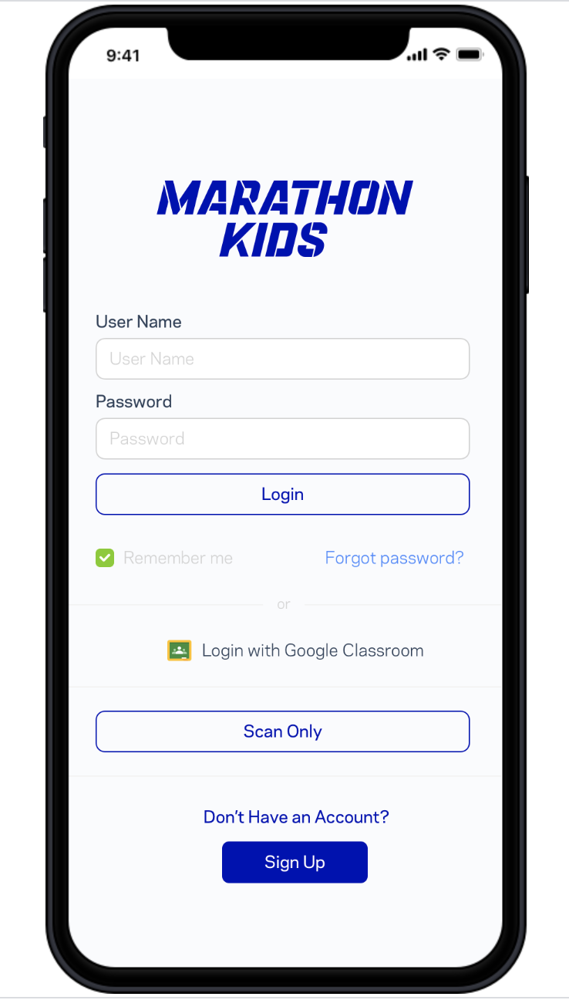 9:41
MARATHON
KIDS
User Name
User Name
Password
Password
Login
Remember me Forgot password?
or
Login with Google Classroom
Scan Only
Don't Have an Account?
Sign Up